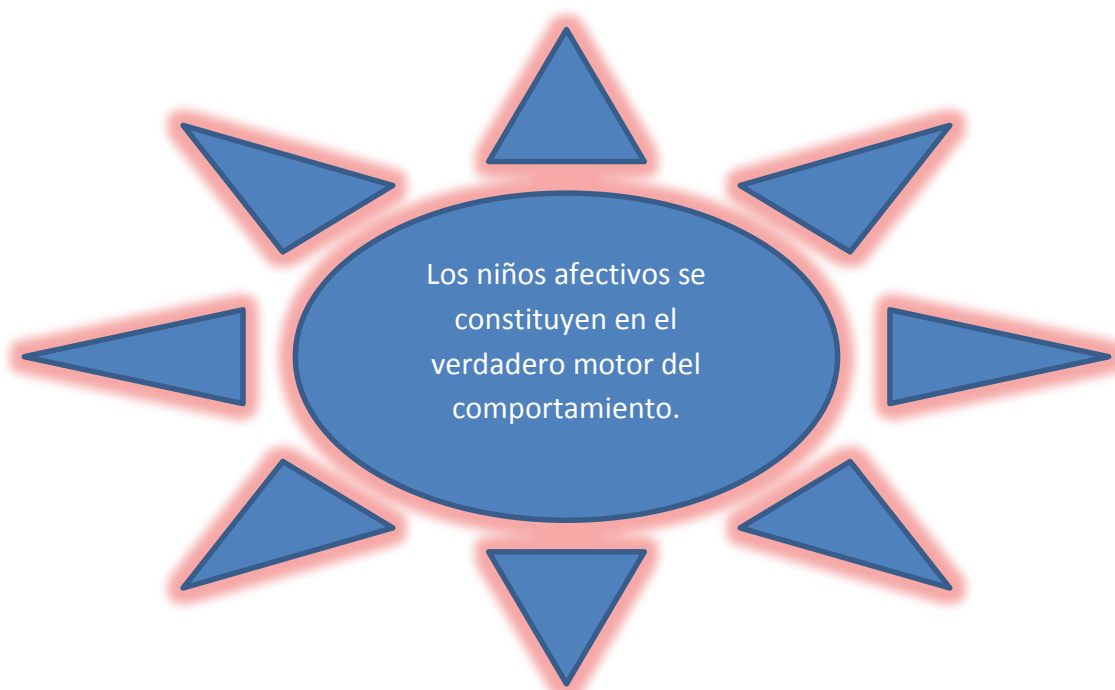 Los niños afectivos se
constituyen en el
verdadero motor del
comportamiento.